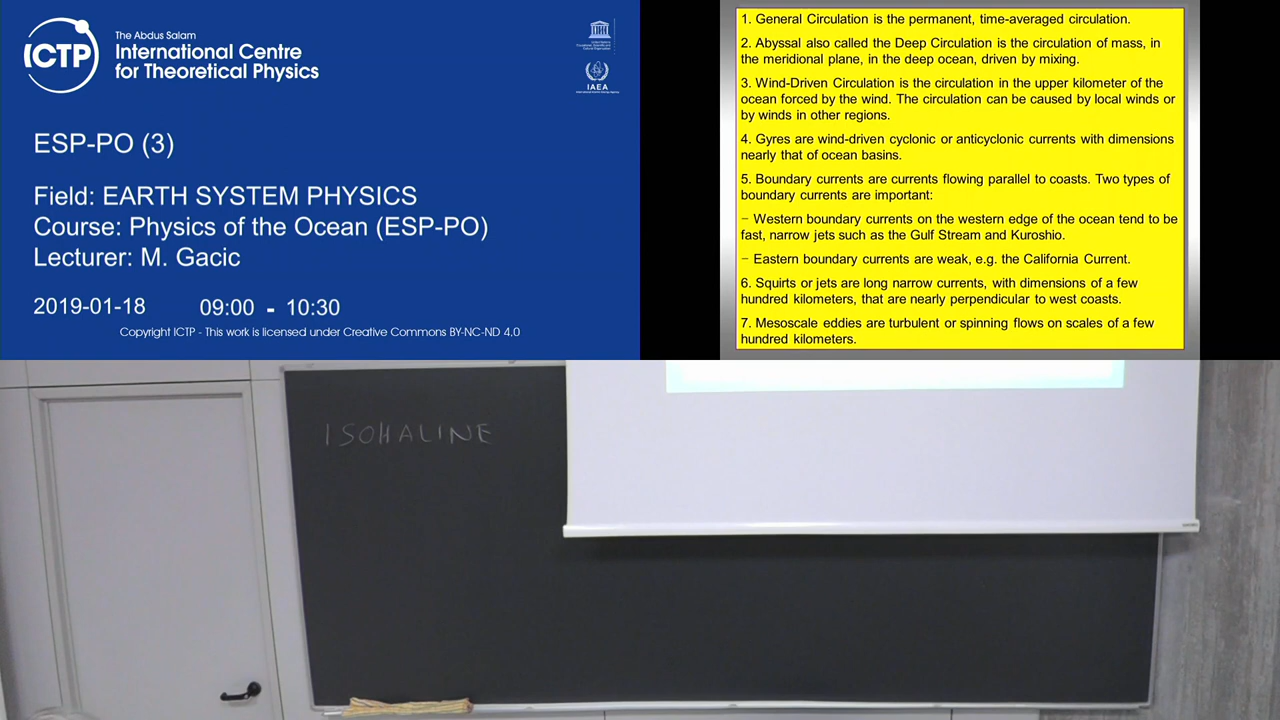 ICTP
The Abdus Salam
International Centre
for Theoretical Physics
IAEA
ESP-PO (3)
Field: EARTH SYSTEM PHYSICS
Course: Physics of the Ocean (ESP-PO)
Lecturer: M. Gacic
2019-01-18 09:00 - 10:30
Copyright ICTP - This work is licensed under Creative Commons BY-NC-ND 4.0
1. General Circulation is the permanent, time-averaged circulation.
2. Abyssal also called the Deep Circulation is the circulation of mass, in
the meridional plane, in the deep ocean, driven by mixing.
3. Wind-Driven Circulation is the circulation in the upper kilometer of the
ocean forced by the wind. The circulation can be caused by local winds or
by winds in other regions.
4. Gyres are wind-driven cyclonic or anticyclonic currents with dimensions
nearly that of ocean basins.
5. Boundary currents are currents flowing parallel to coasts. Two types of
boundary currents are important:
− Western boundary currents on the western edge of the ocean tend to be
fast, narrow jets such as the Gulf Stream and Kuroshio.
− Eastern boundary currents are weak, e.g. the California Current.
6. Squirts or jets are long narrow currents, with dimensions of a few
hundred kilometers, that are nearly perpendicular to west coasts.
7. Mesoscale eddies are turbulent or spinning flows on scales of a few
hundred kilometers.
ISOHALINE